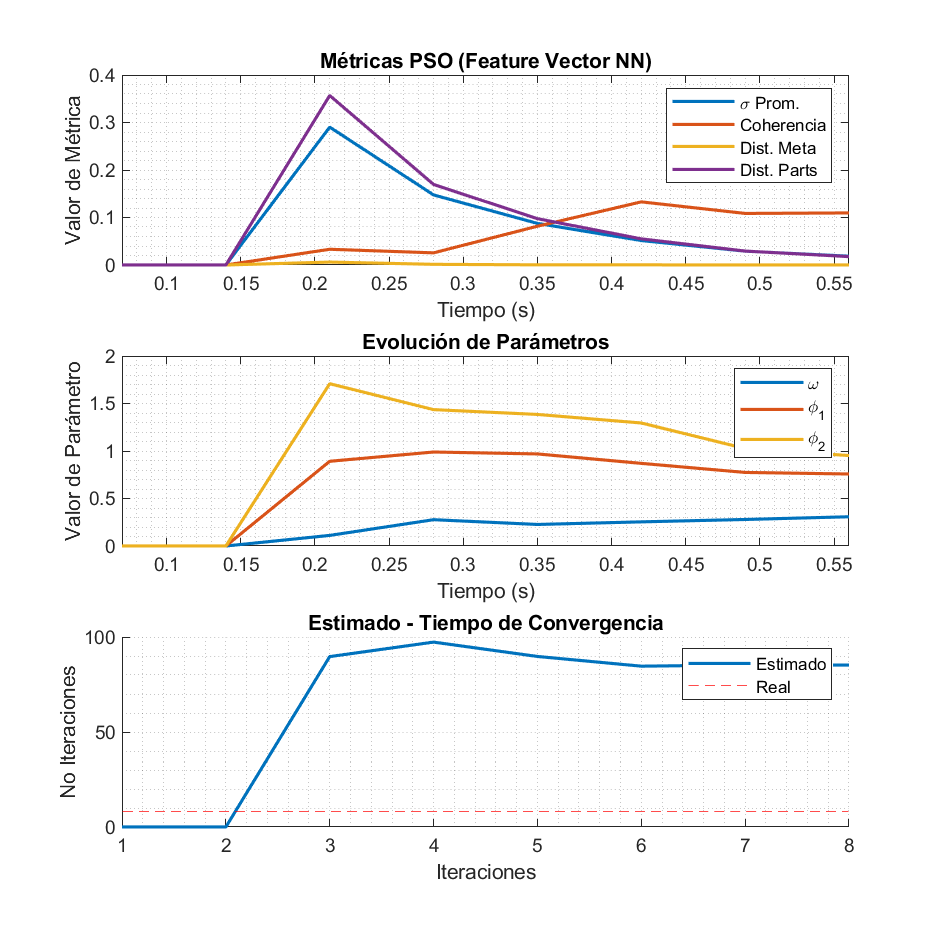 Métricas PSO (Feature Vector NN)
0.4
0.3
0.2
0.1
0
Valor de Métrica
σ Prom.
Coherencia
Dist. Meta
Dist. Parts
0.1 0.15 0.2 0.25 0.3 0.35 0.4 0.45 0.5 0.55
Tiempo (s)
Evolución de Parámetros
2
1.5
1
0.5
0
Valor de Parámetro
ω
ϕ1
ϕ2
0.1 0.15 0.2 0.25 0.3 0.35 0.4 0.45 0.5 0.55
Tiempo (s)
Estimado - Tiempo de Convergencia
100
50
0
No Iteraciones
Estimado
Real
1 2 3 4 5 6 7 8
Iteraciones